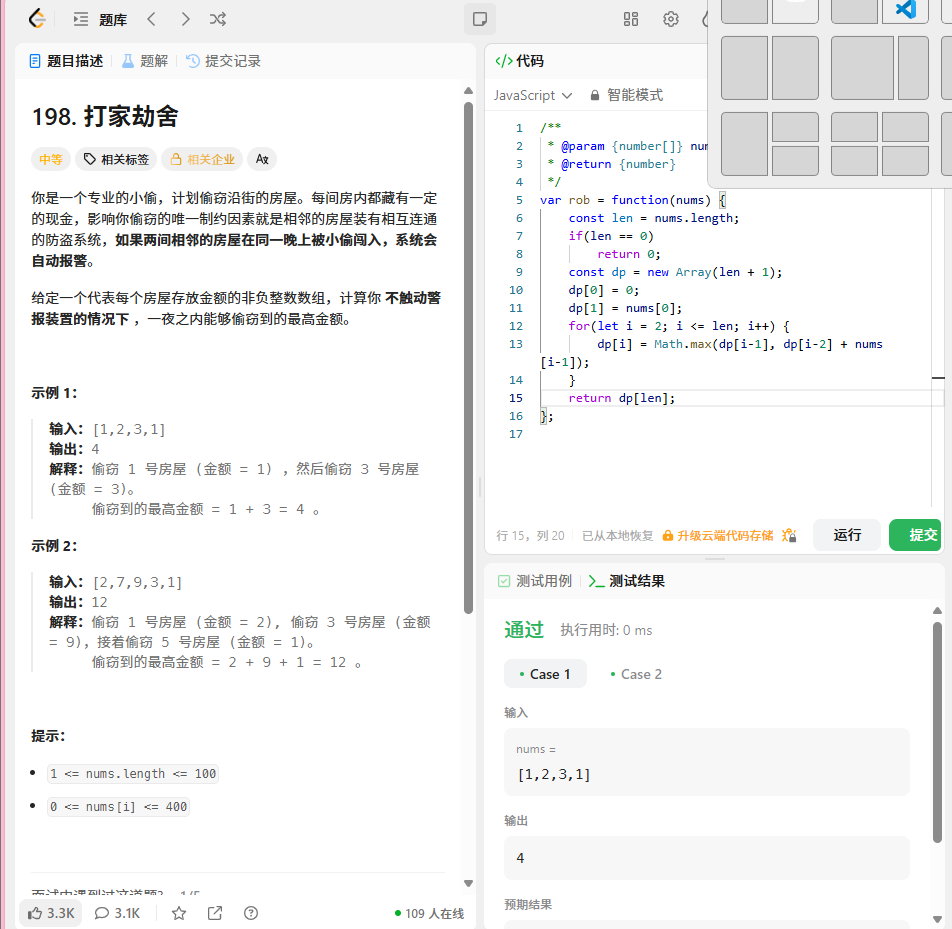 题库
题目描述
题解
提交记录
198. 打家劫舍
中等
相关标签
相关企业
你是一个专业的小偷，计划偷窃沿街的房屋。每间房内都藏有一定
的现金，影响你偷窃的唯一制约因素就是相邻的房屋装有相互连通
的防盗系统，如果两间相邻的房屋在同一晚上被小偷闯入，系统会
自动报警。
给定一个代表每个房屋存放金额的非负整数数组，计算你 不触动警
报装置的情况下 ，一夜之内能够偷窃到的最高金额。
示例 1：
输入：[1,2,3,1]
输出：4
解释：偷窃 1 号房屋 (金额 = 1) ，然后偷窃 3 号房屋
(金额 = 3)。
偷窃到的最高金额 = 1 + 3 = 4 。
示例 2：
输入：[2,7,9,3,1]
输出：12
解释：偷窃 1 号房屋 (金额 = 2), 偷窃 3 号房屋 (金额
= 9)，接着偷窃 5 号房屋 (金额 = 1)。
偷窃到的最高金额 = 2 + 9 + 1 = 12 。
提示：
1 <= nums.length <= 100
0 <= nums[i] <= 400
面试中遇到过这道题? 1/5
3.3K
3.1K
109 人在线
</> 代码
JavaScript
智能模式
1 /**
2 * @param {number[]} num
3 * @return {number}
4 */
5 var rob = function(nums) {
6 const len = nums.length;
7 if(len == 0)
8 return 0;
9 const dp = new Array(len + 1);
10 dp[0] = 0;
11 dp[1] = nums[0];
12 for(let i = 2; i <= len; i++) {
13 dp[i] = Math.max(dp[i-1], dp[i-2] + nums
[i-1]);
14 }
15 return dp[len];
16 };
17
行 15，列 20
已从本地恢复
升级云端代码存储
运行
提交
测试用例
测试结果
通过
执行用时: 0 ms
Case 1
Case 2
输入
nums =
[1,2,3,1]
输出
4
预期结果